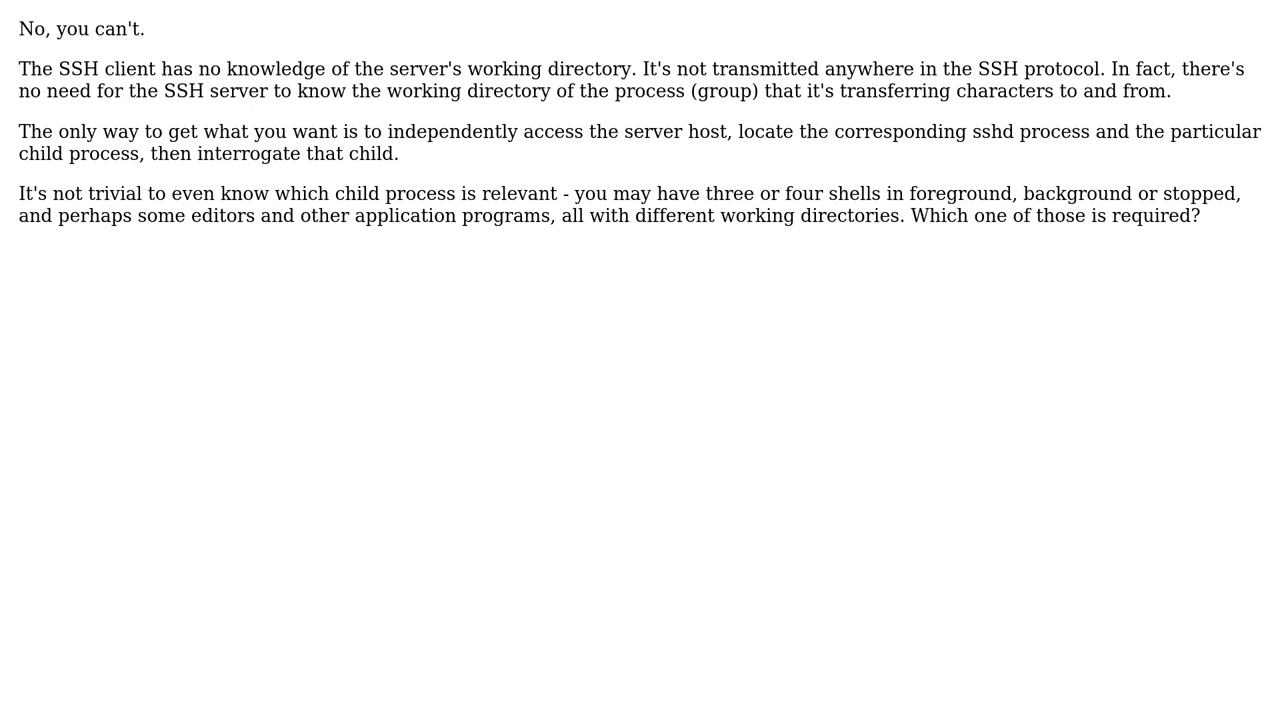 No, you can't.
The SSH client has no knowledge of the server's working directory. It's not transmitted anywhere in the SSH protocol. In fact, there's
no need for the SSH server to know the working directory of the process (group) that it's transferring characters to and from.
The only way to get what you want is to independently access the server host, locate the corresponding sshd process and the particular
child process, then interrogate that child.
It's not trivial to even know which child process is relevant - you may have three or four shells in foreground, background or stopped,
and perhaps some editors and other application programs, all with different working directories. Which one of those is required?